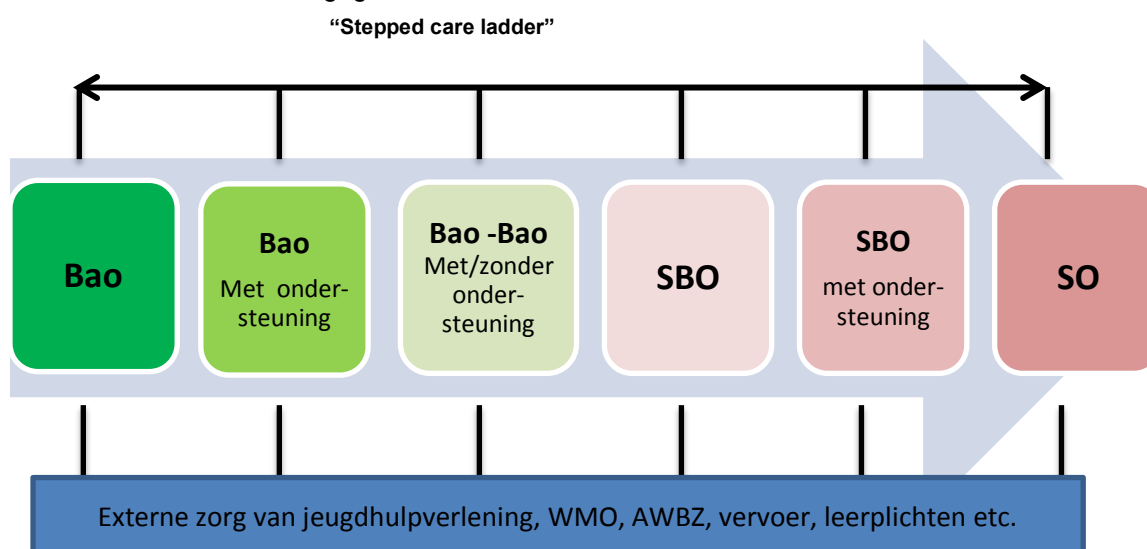 “Stepped care ladder”
Bao
Bao
Met onder-
steuning
Bao -Bao
Met/zonder
onder-
steuning
SBO
SBO
met onder-
steuning
SO
Externe zorg van jeugdhulpverlening, WMO, AWBZ, vervoer, leerplichten etc.